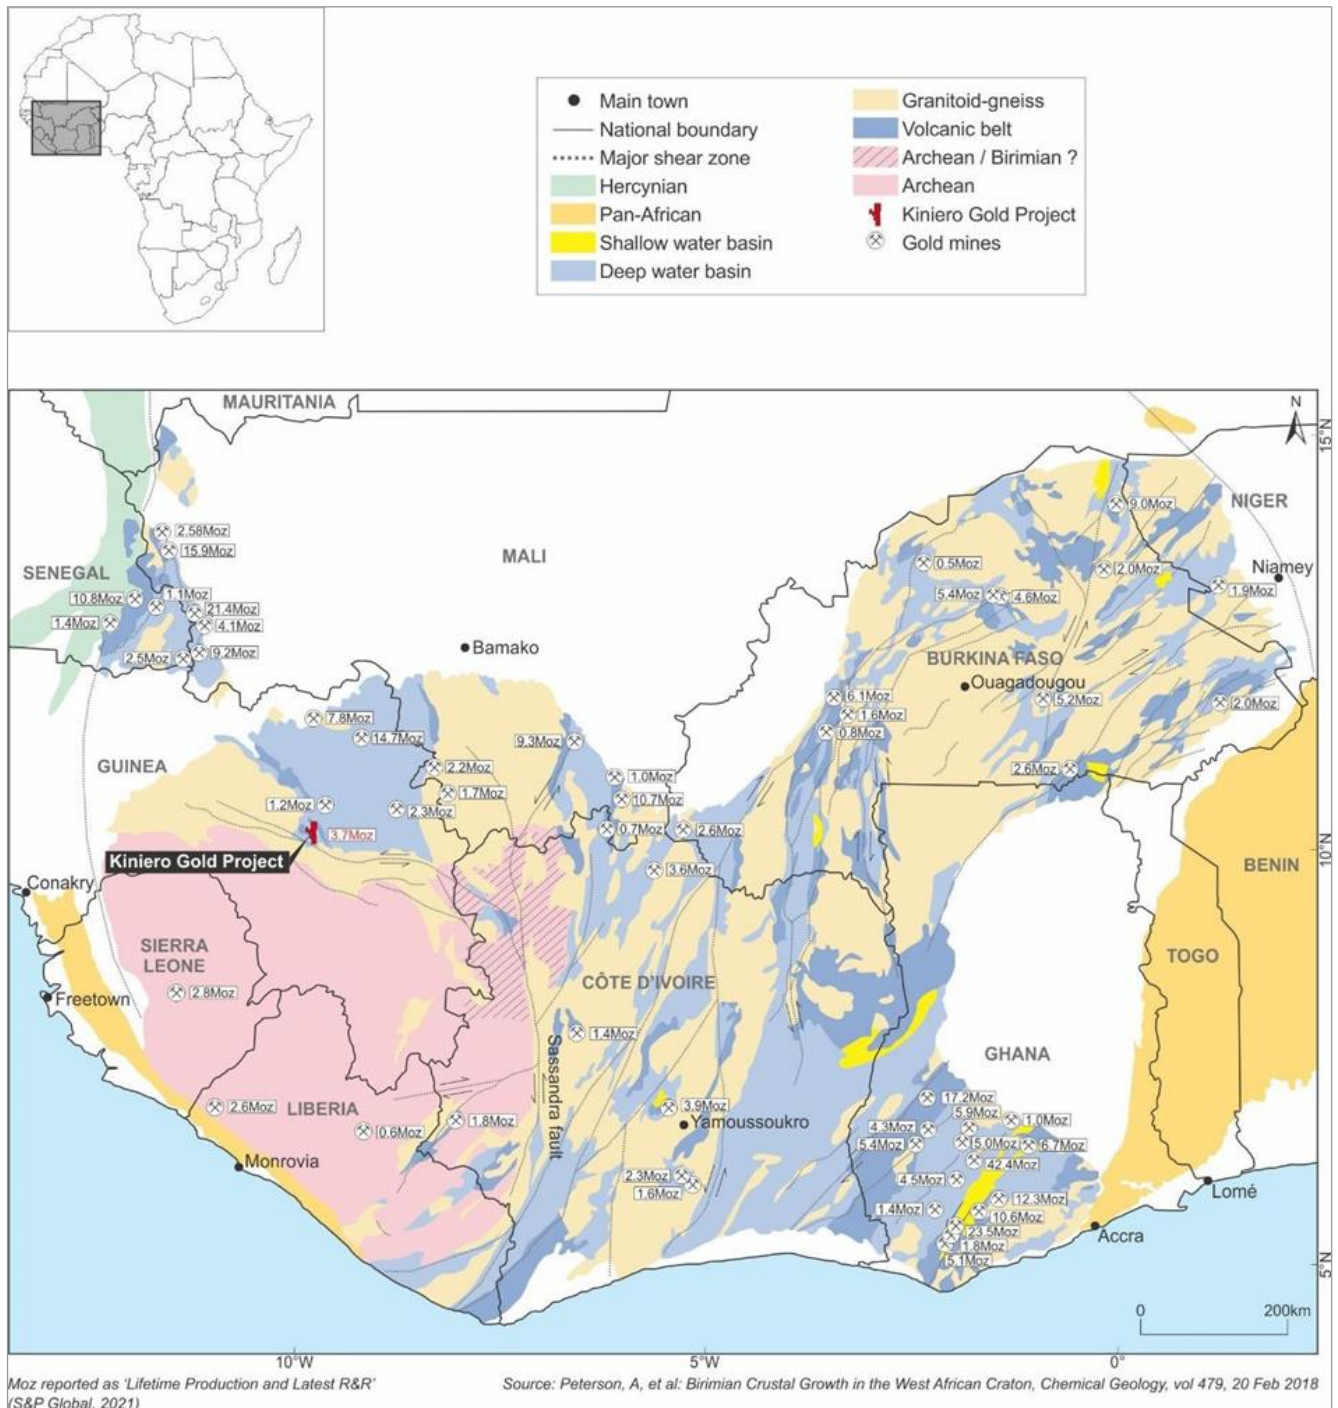 Main town
National boundary
Major shear zone
Hercynian
Pan-African
Shallow water basin
Deep water basin
Granitoid-gneiss
Volcanic belt
Archean / Birimian ?
Archean
Kiniero Gold Project
Gold mines
MAURITANIA
N
15°N
9.0Moz
NIGER
2.58Moz
15.9Moz
MALI
SENEGAL
0.5Moz
2.0Moz
Niamey
1.9Moz
10.8Moz
1.1Moz
21.4Moz
5.4Moz
4.6Moz
1.4Moz
4.1Moz
2.5Moz
9.2Moz
Bamako
BURKINA FASO
Ouagadougou
6.1Moz
5.2Moz
2.0Moz
7.8Moz
1.6Moz
14.7Moz
9.3Moz
0.8Moz
GUINEA
2.2Moz
1.0Moz
2.6Moz
1.7Moz
10.7Moz
1.2Moz
2.3Moz
3.7Moz
0.7Moz
2.6Moz
10°N
Kiniero Gold Project
3.6Moz
BENIN
Conakry
SIERRA
LEONE
TOGO
CÔTE D'IVOIRE
2.8Moz
Freetown
1.4Moz
Sassandra fault
GHANA
17.2Moz
2.6Moz
LIBERIA
3.9Moz
5.9Moz
1.0Moz
0.6Moz
1.8Moz
Yamoussoukro
4.3Moz
5.4Moz
5.0Moz
6.7Moz
42.4Moz
Monrovia
2.3Moz
1.6Moz
4.5Moz
12.3Moz
Lomé
1.4Moz
10.6Moz
23.5Moz
Accra
1.8Moz
5.1Moz
5°N
0 200km
10°W 5°W 0°
Moz reported as 'Lifetime Production and Latest R&R'
(S&P Global, 2021)
Source: Peterson, A, et al: Birimian Crustal Growth in the West African Craton, Chemical Geology, vol 479, 20 Feb 2018